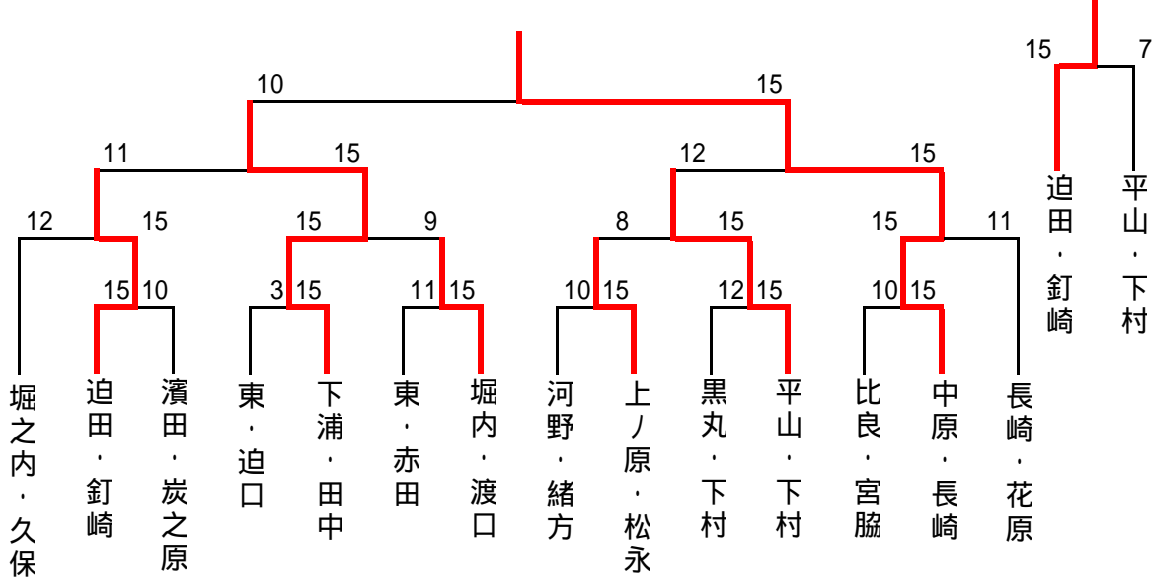 15 7
10 15
11 15 12 15
12 15 15 9 8 15 15 11
15 10 3 15 11 15 10 15 12 15 10 15
迫田・釘崎
平山・下村
堀之内・久保
迫田・釘崎
濱田・炭之原
東・迫口
下浦・田中
東・赤田
堀内・渡口
河野・緒方
上ノ原・松永
黒丸・下村
平山・下村
比良・宮脇
中原・長崎
長崎・花原